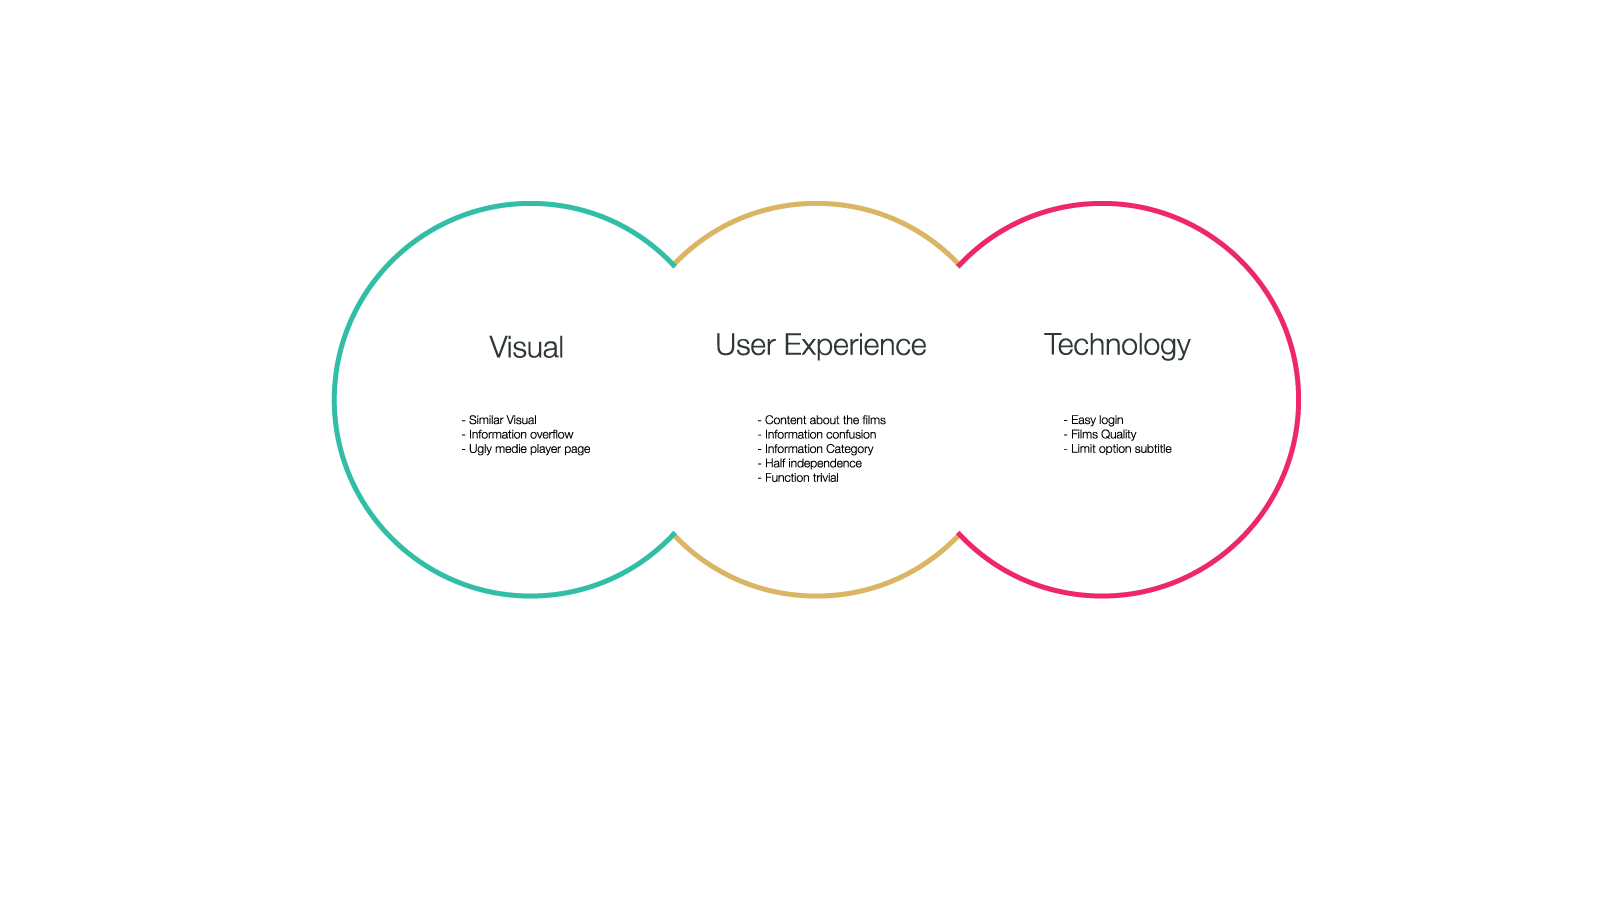 Visual
- Similar Visual
- Information overflow
- Ugly medie player page
User Experience
- Content about the films
- Information confusion
- Information Category
- Half independence
- Function trivial
Technology
- Easy login
- Films Quality
- Limit option subtitle